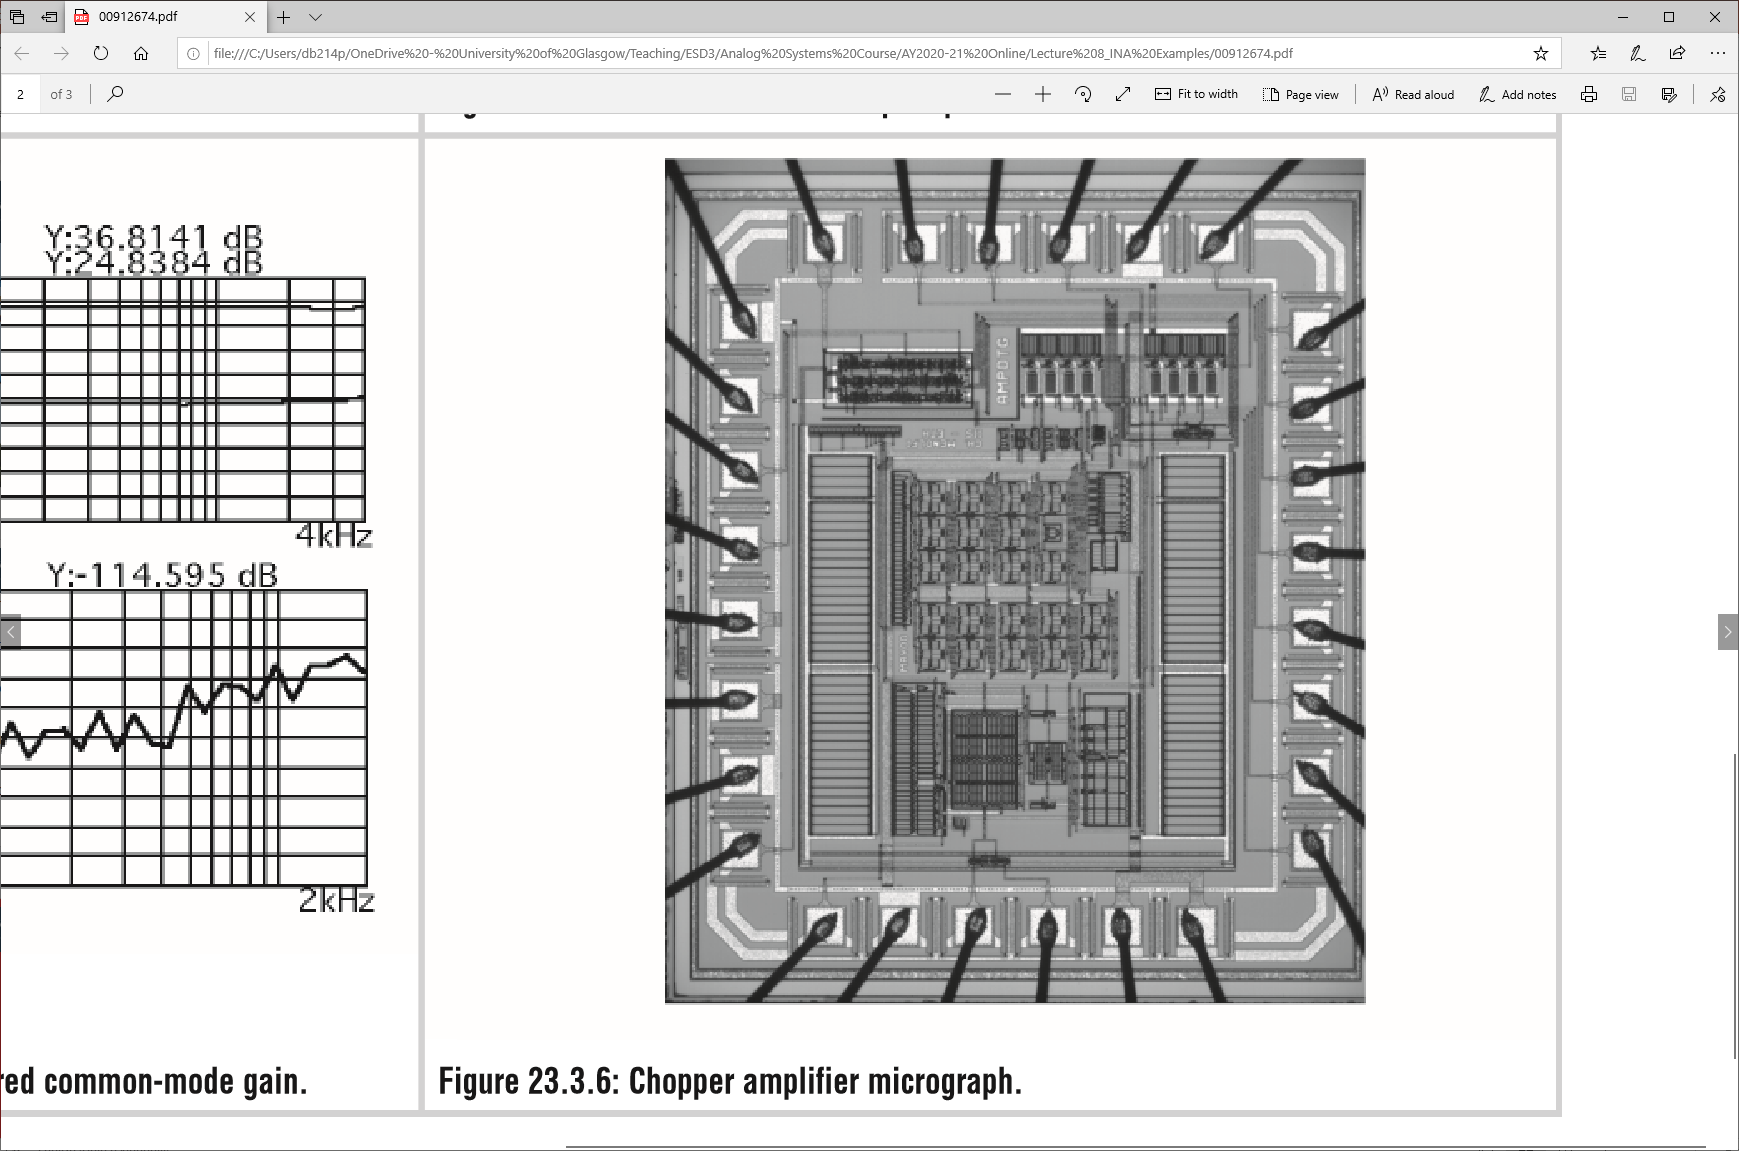 00912674.pdf
file:///C:/Users/db214p/OneDrive%20-%20University%20of%20Glasgow/Teaching/ESD3/Analog%20Systems%20Course/AY2020-21%20Online/Lecture%208_INA%20Examples/00912674.pdf
2 of 3 Fit to width Page view Read aloud Add notes
Y:36.8141 dB
Y:24.8384 dB
4kHz
Y:-114.595 dB
2kHz
AMPOTG
red common-mode gain.
Figure 23.3.6: Chopper amplifier micrograph.